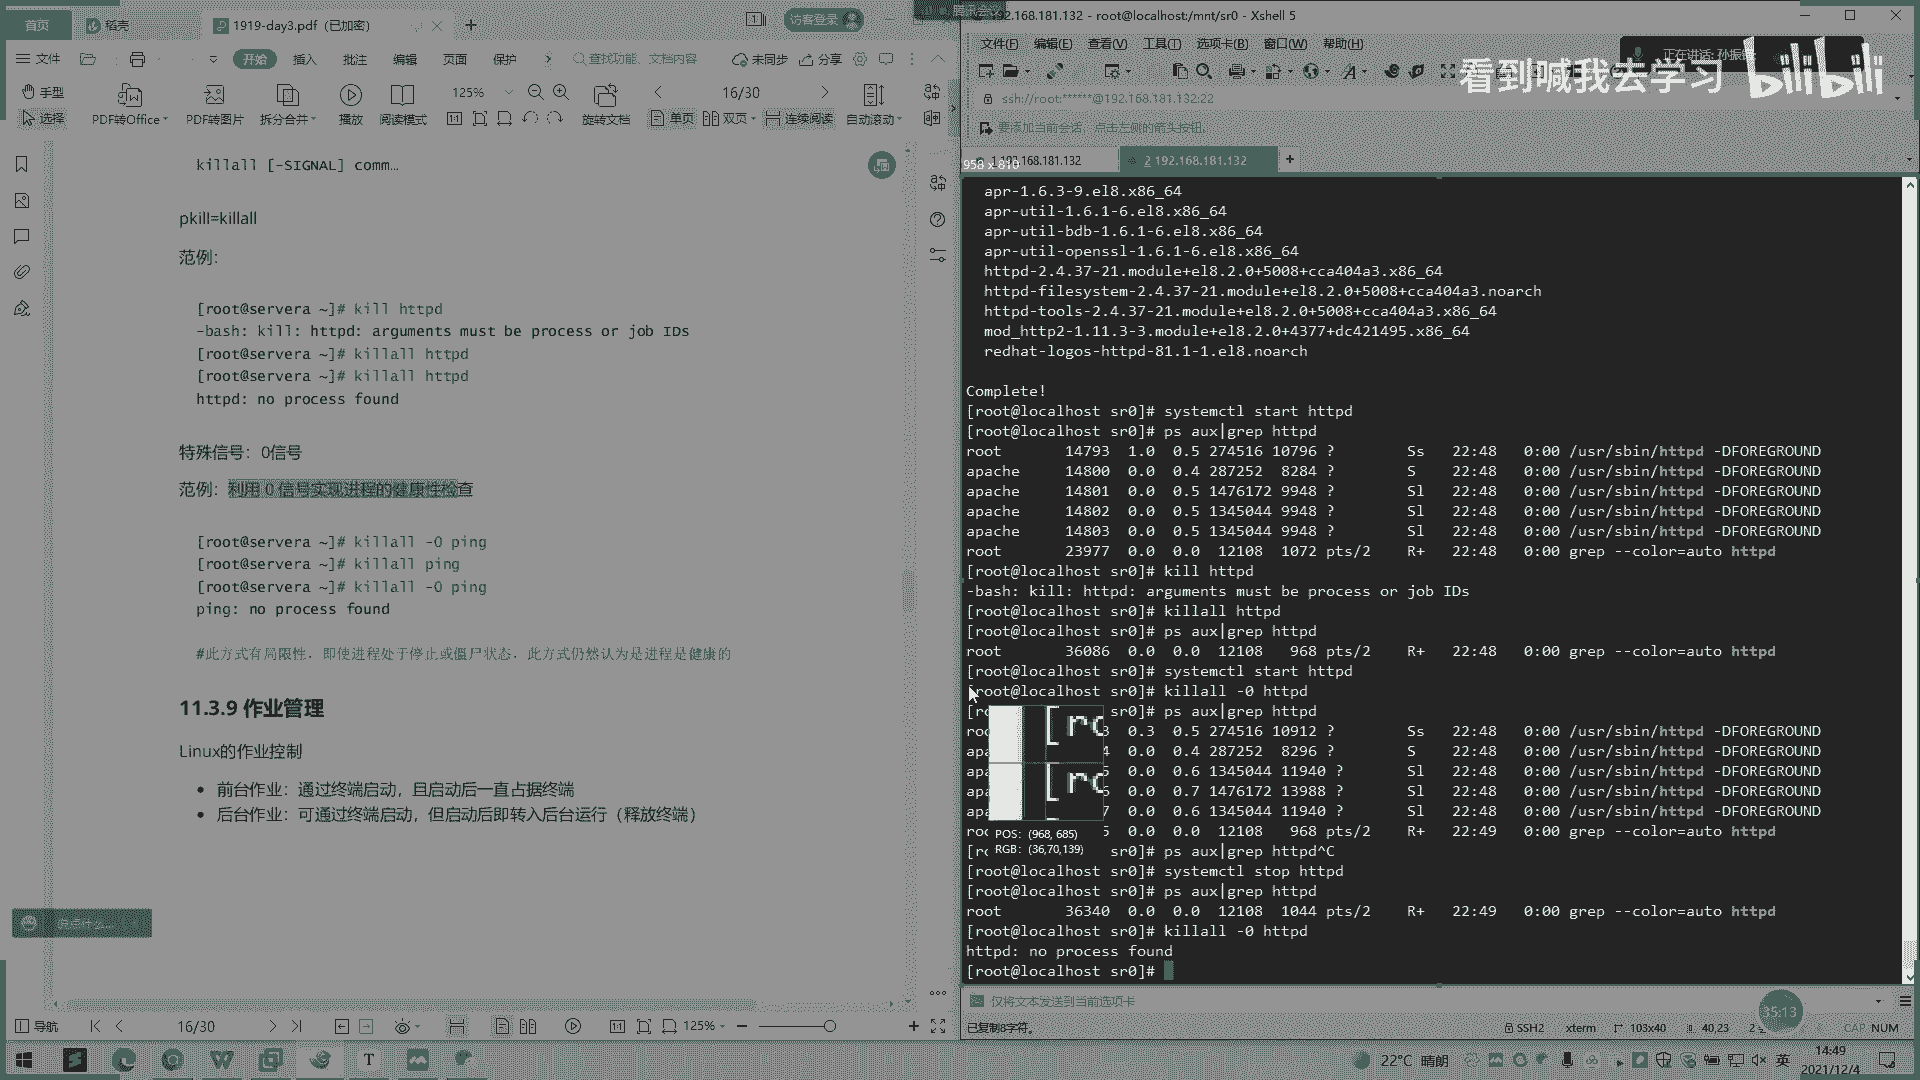 首页
稻壳
1919-day3.pdf（已加密）
访客登录
文件
开始
插入
批注
编辑
页面
保护
查找功能、文档内容
未同步
分享
手型
选择
PDF转Office
PDF转图片
拆分合并
播放
阅读模式
125%
16/30
旋转文档
单页
双页
连续阅读
自动滚动
killall [-SIGNAL] comm…
pkill=killall
范例：
[root@servera ~]# kill httpd
-bash: kill: httpd: arguments must be process or job IDs
[root@servera ~]# killall httpd
[root@servera ~]# killall httpd
httpd: no process found
特殊信号：0信号
范例：利用 0 信号实现进程的健康性检查
[root@servera ~]# killall -0 ping
[root@servera ~]# killall ping
[root@servera ~]# killall -0 ping
ping: no process found
#此方式有局限性，即使进程处于停止或僵尸状态，此方式仍然认为是进程是健康的
11.3.9 作业管理
Linux的作业控制
前台作业：通过终端启动，且启动后一直占据终端
后台作业：可通过终端启动，但启动后即转入后台运行（释放终端）
说点什么...
导航
16/30
125%
192.168.181.132 - root@localhost:/mnt/sr0 - Xshell 5
文件(F)
编辑(E)
查看(V)
工具(T)
选项卡(B)
窗口(W)
帮助(H)
正在讲话: 孙振
看到喊我去学习
bilibili
ssh://root:******@192.168.181.132:22
要添加当前会话，点击左侧的箭头按钮。
958 x 810
1 192.168.181.132
2 192.168.181.132
apr-1.6.3-9.el8.x86_64
apr-util-1.6.1-6.el8.x86_64
apr-util-bdb-1.6.1-6.el8.x86_64
apr-util-openssl-1.6.1-6.el8.x86_64
httpd-2.4.37-21.module+el8.2.0+5008+cca404a3.x86_64
httpd-filesystem-2.4.37-21.module+el8.2.0+5008+cca404a3.noarch
httpd-tools-2.4.37-21.module+el8.2.0+5008+cca404a3.x86_64
mod_http2-1.11.3-3.module+el8.2.0+4377+dc421495.x86_64
redhat-logos-httpd-81.1-1.el8.noarch
Complete!
[root@localhost sr0]# systemctl start httpd
[root@localhost sr0]# ps aux|grep httpd
root 14793 1.0 0.5 274516 10796 ? Ss 22:48 0:00 /usr/sbin/httpd -DFOREGROUND
apache 14800 0.0 0.4 287252 8284 ? S 22:48 0:00 /usr/sbin/httpd -DFOREGROUND
apache 14801 0.0 0.5 1476172 9948 ? Sl 22:48 0:00 /usr/sbin/httpd -DFOREGROUND
apache 14802 0.0 0.5 1345044 9948 ? Sl 22:48 0:00 /usr/sbin/httpd -DFOREGROUND
apache 14803 0.0 0.5 1345044 9948 ? Sl 22:48 0:00 /usr/sbin/httpd -DFOREGROUND
root 23977 0.0 0.0 12108 1072 pts/2 R+ 22:48 0:00 grep --color=auto httpd
[root@localhost sr0]# kill httpd
-bash: kill: httpd: arguments must be process or job IDs
[root@localhost sr0]# killall httpd
[root@localhost sr0]# ps aux|grep httpd
root 36086 0.0 0.0 12108 968 pts/2 R+ 22:48 0:00 grep --color=auto httpd
[root@localhost sr0]# systemctl start httpd
[root@localhost sr0]# killall -0 httpd
[ro sr0]# ps aux|grep httpd
roo 3 0.3 0.5 274516 10912 ? Ss 22:48 0:00 /usr/sbin/httpd -DFOREGROUND
apa 4 0.0 0.4 287252 8296 ? S 22:48 0:00 /usr/sbin/httpd -DFOREGROUND
apa 5 0.0 0.6 1345044 11940 ? Sl 22:48 0:00 /usr/sbin/httpd -DFOREGROUND
apa 6 0.0 0.7 1476172 13988 ? Sl 22:48 0:00 /usr/sbin/httpd -DFOREGROUND
apa 7 0.0 0.6 1345044 11940 ? Sl 22:48 0:00 /usr/sbin/httpd -DFOREGROUND
roo 5 0.0 0.0 12108 968 pts/2 R+ 22:49 0:00 grep --color=auto httpd
[ro sr0]# ps aux|grep httpd^C
[root@localhost sr0]# systemctl stop httpd
[root@localhost sr0]# ps aux|grep httpd
root 36340 0.0 0.0 12108 1044 pts/2 R+ 22:49 0:00 grep --color=auto httpd
[root@localhost sr0]# killall -0 httpd
httpd: no process found
[root@localhost sr0]#
[ro
[ro
POS: (968, 685)
RGB: (36,70,139)
仅将文本发送到当前选项卡
已复制8字符。
35:13
SSH2
xterm
103x40
40,23
CAP
NUM
22°C 晴朗
英
14:49
2021/12/4